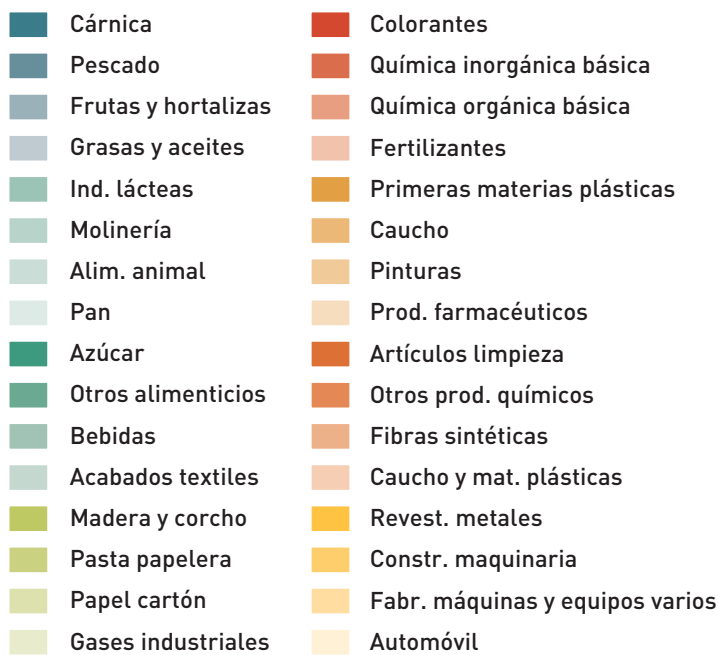 Cárnica
Pescado
Frutas y hortalizas
Grasas y aceites
Ind. lácteas
Molinería
Alim. animal
Pan
Azúcar
Otros alimenticios
Bebidas
Acabados textiles
Madera y corcho
Pasta papelera
Papel cartón
Gases industriales
Colorantes
Química inorgánica básica
Química orgánica básica
Fertilizantes
Primeras materias plásticas
Caucho
Pinturas
Prod. farmacéuticos
Artículos limpieza
Otros prod. químicos
Fibras sintéticas
Caucho y mat. plásticas
Revest. metales
Constr. maquinaria
Fabr. máquinas y equipos varios
Automóvil